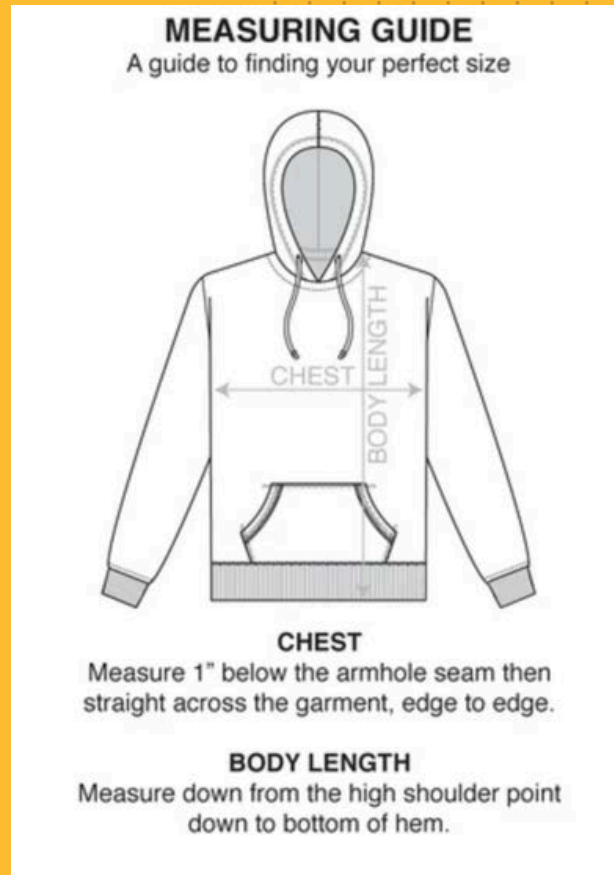 MEASURING GUIDE
A guide to finding your perfect size
CHEST
BODY LENGTH
CHEST
Measure 1” below the armhole seam then
straight across the garment, edge to edge.
BODY LENGTH
Measure down from the high shoulder point
down to bottom of hem.